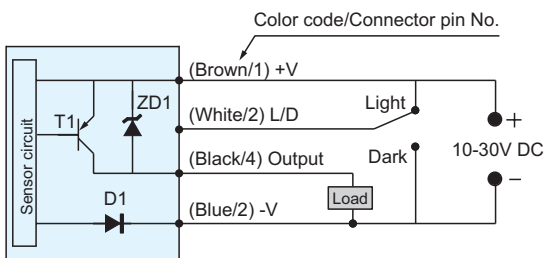 Color code/Connector pin No.
(Brown/1) +V
ZD1
(White/2) L/D
Light
T1
+
10-30V DC
(Black/4) Output
Dark
−
Sensor circuit
Load
D1
(Blue/2) -V